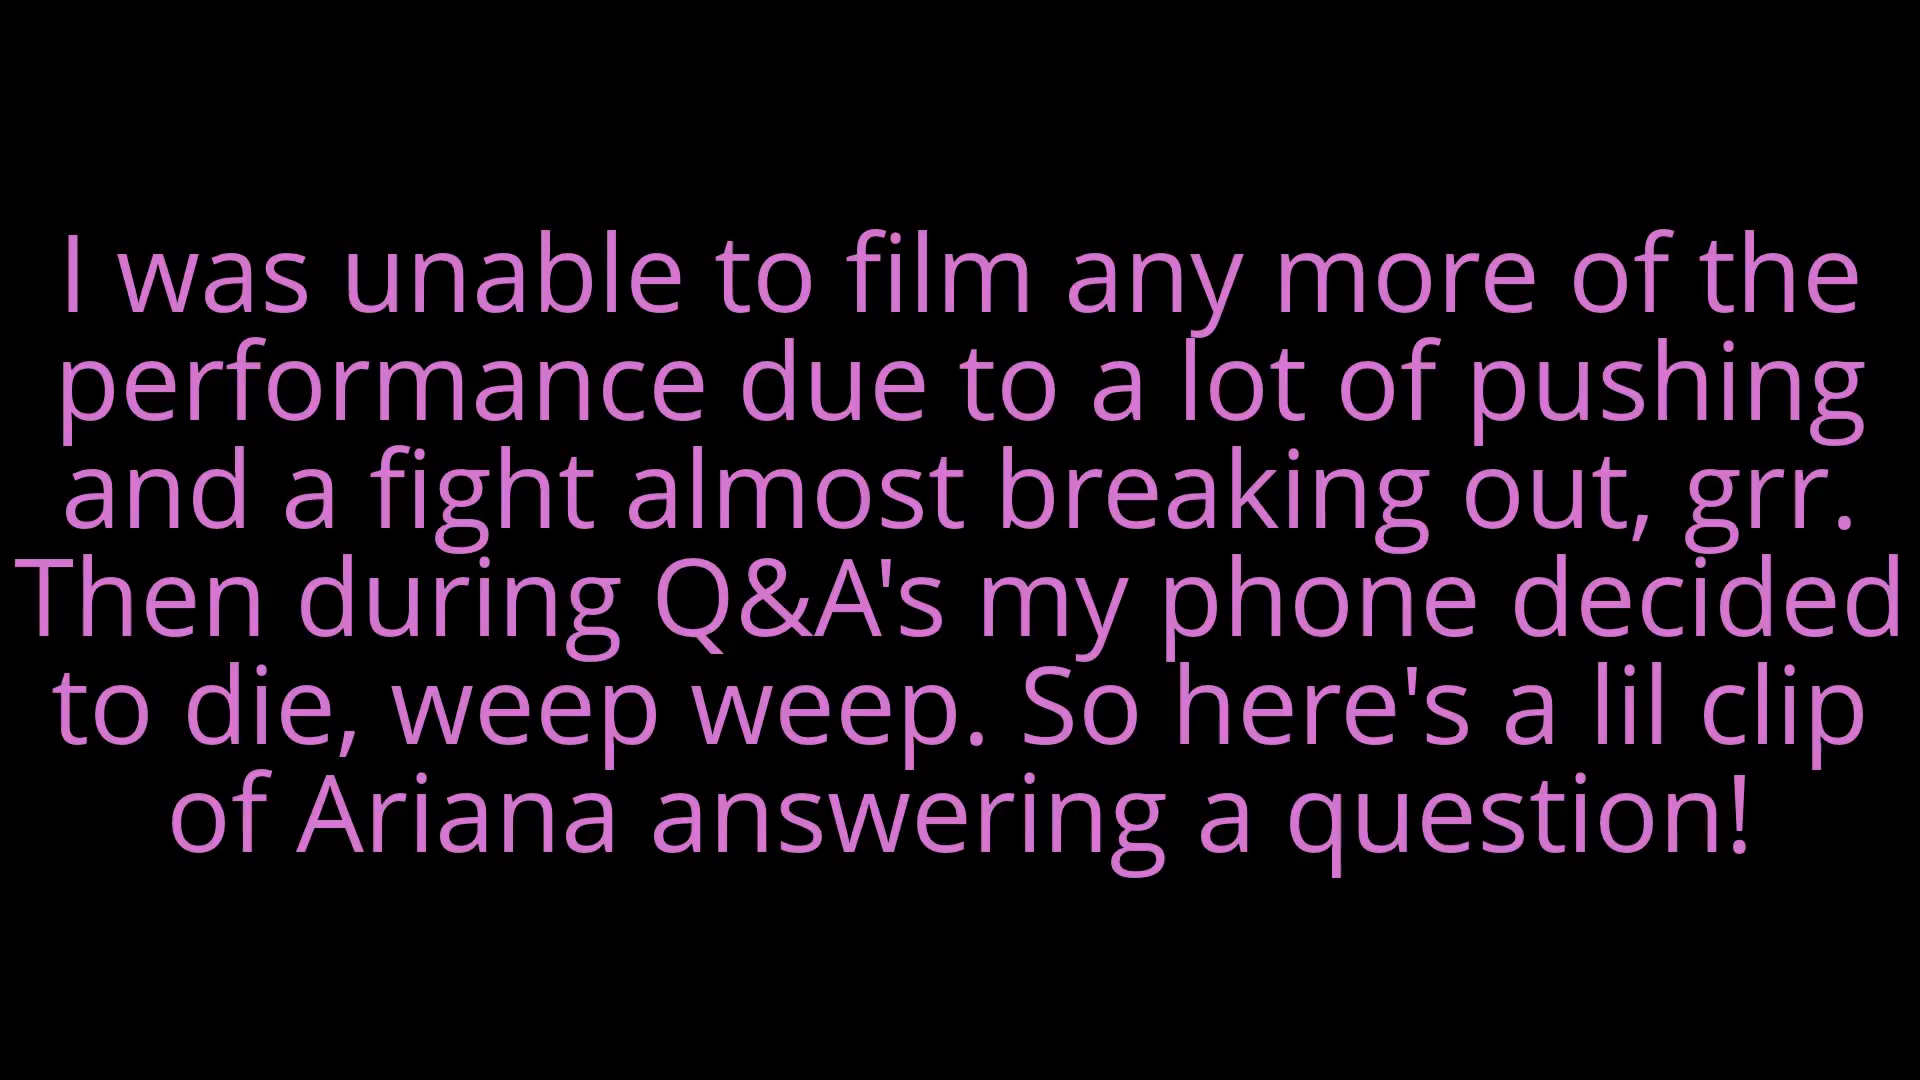 I was unable to film any more of the
performance due to a lot of pushing
and a fight almost breaking out, grr.
Then during Q&A's my phone decided
to die, weep weep. So here's a lil clip
of Ariana answering a question!